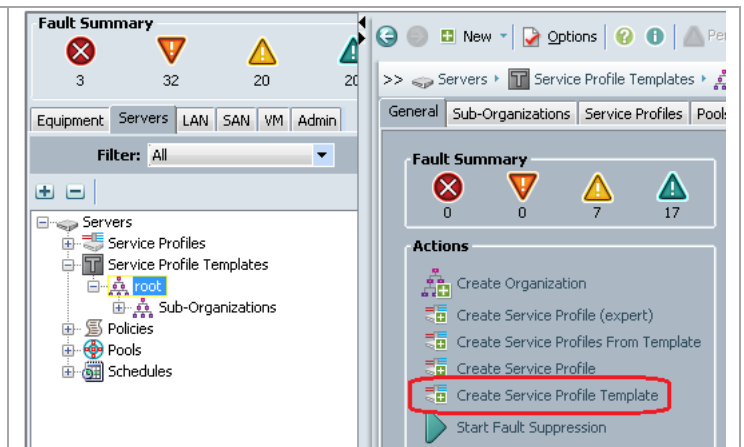 Fault Summary
3 32 20 20
Equipment Servers LAN SAN VM Admin
Filter: All
Servers
Service Profiles
Service Profile Templates
root
Sub-Organizations
Policies
Pools
Schedules
New Options
>> Servers Service Profile Templates
General Sub-Organizations Service Profiles Pools
Fault Summary
0 0 7 17
Actions
Create Organization
Create Service Profile (expert)
Create Service Profiles From Template
Create Service Profile
Create Service Profile Template
Start Fault Suppression